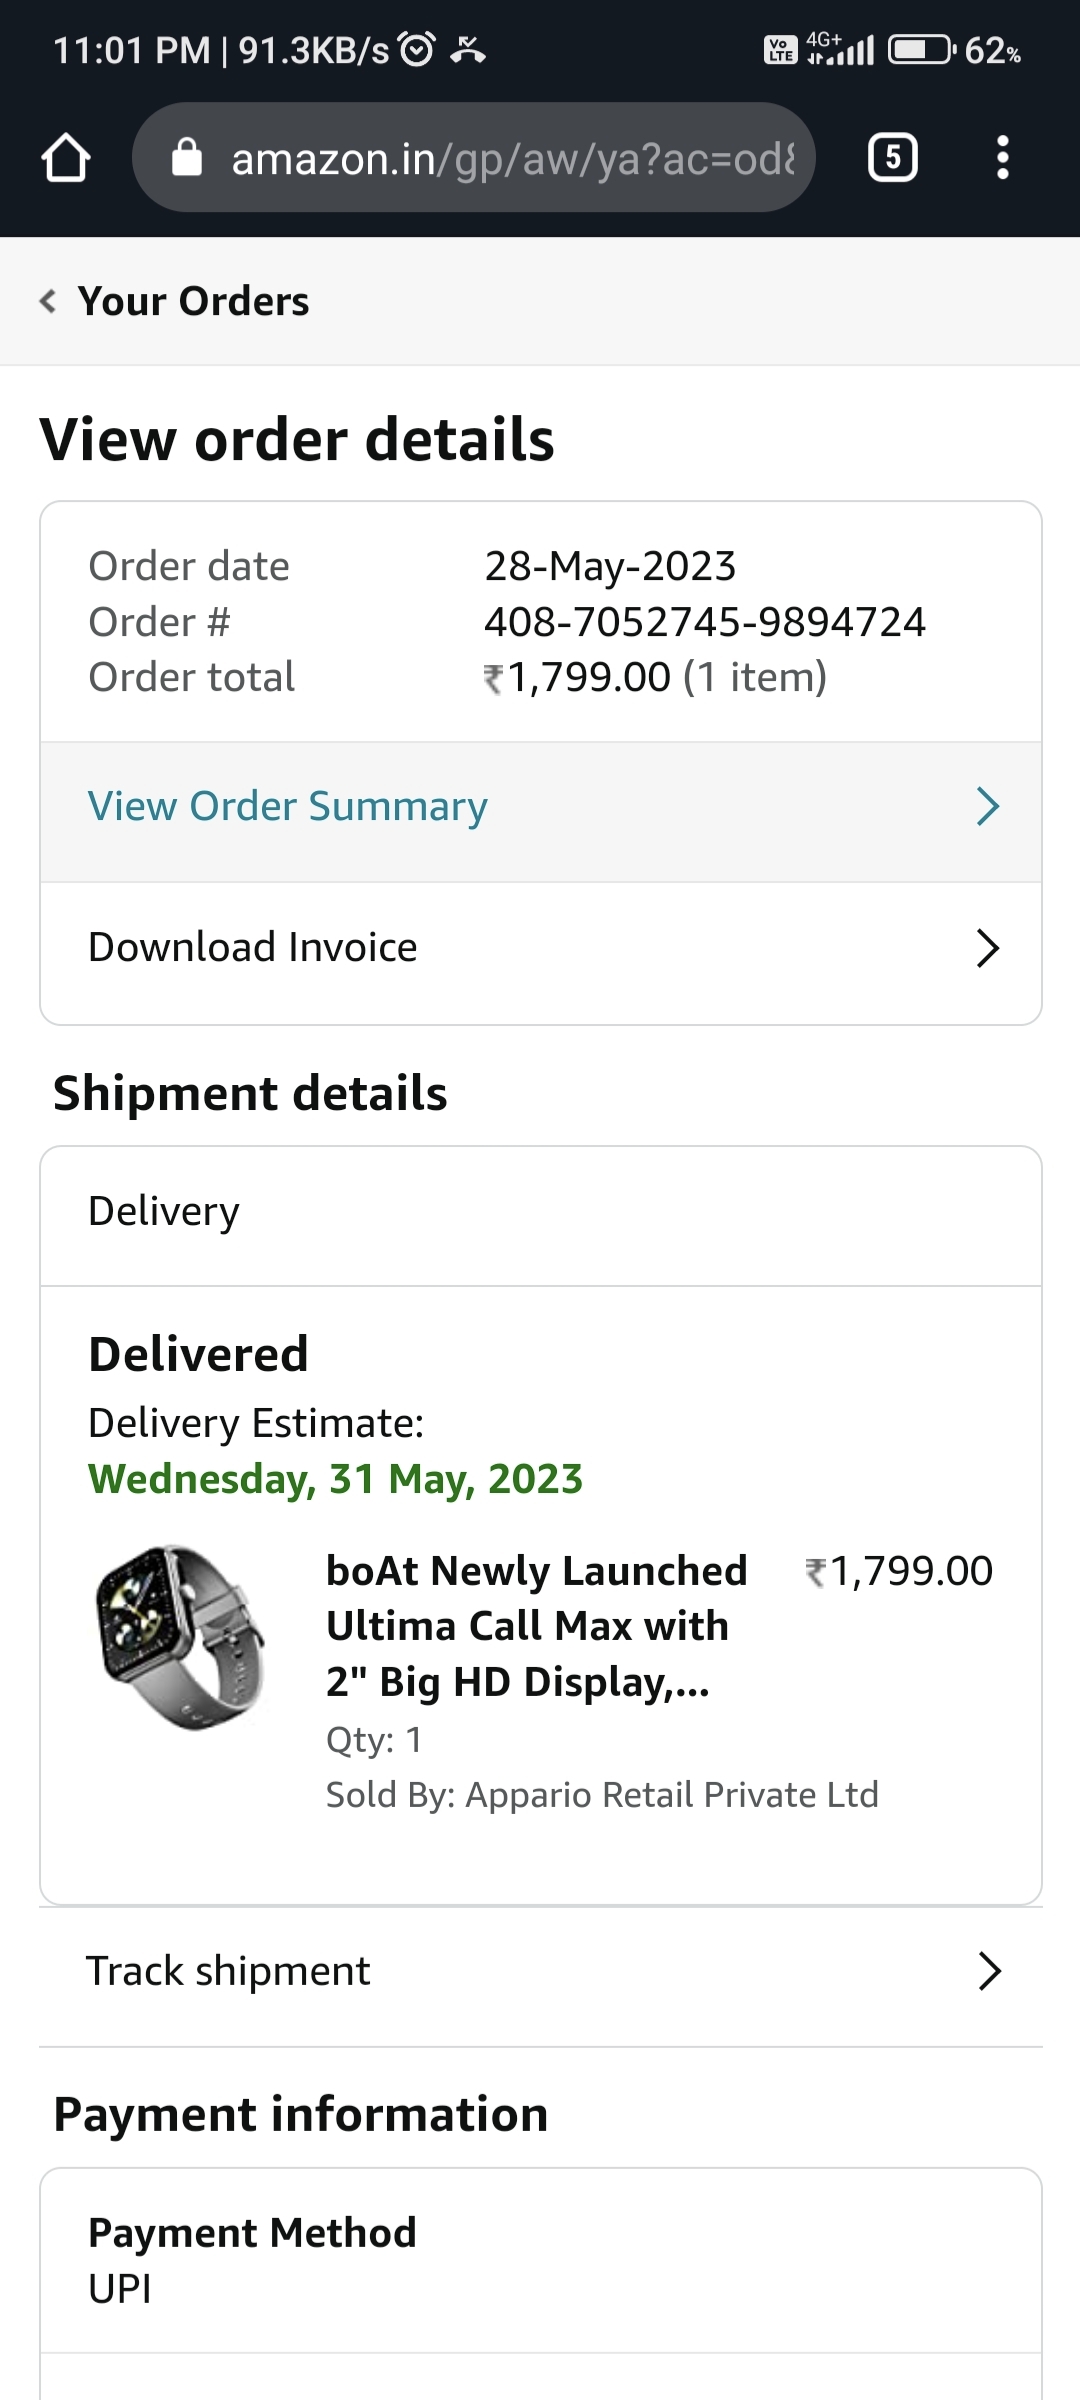 11:01 PM | 91.3KB/s
Vo LTE 4G+ 62%
amazon.in/gp/aw/ya?ac=od&
5
Your Orders
View order details
Order date 28-May-2023
Order # 408-7052745-9894724
Order total ₹1,799.00 (1 item)
View Order Summary
Download Invoice
Shipment details
Delivery
Delivered
Delivery Estimate:
Wednesday, 31 May, 2023
boAt Newly Launched ₹1,799.00
Ultima Call Max with
2" Big HD Display,...
Qty: 1
Sold By: Appario Retail Private Ltd
Track shipment
Payment information
Payment Method
UPI